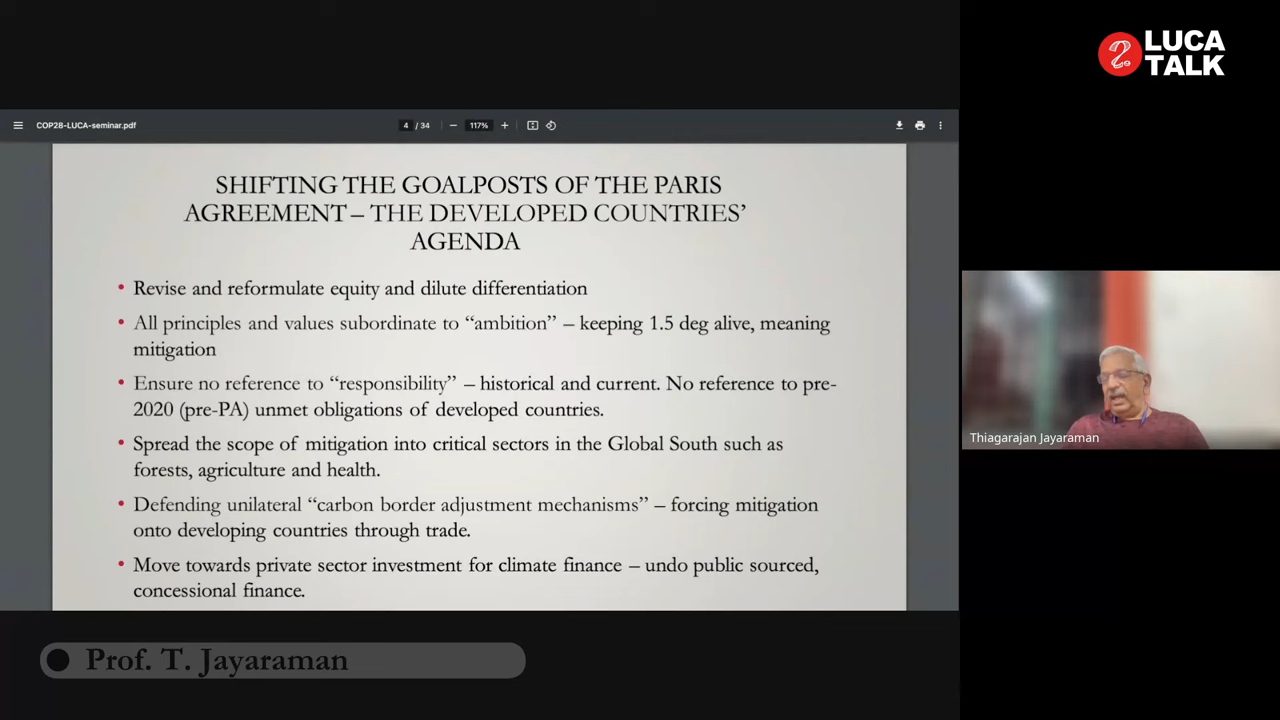 LUCA
TALK
COP28-LUCA-seminar.pdf
4 / 34
117%
SHIFTING THE GOALPOSTS OF THE PARIS
AGREEMENT – THE DEVELOPED COUNTRIES’
AGENDA
• Revise and reformulate equity and dilute differentiation
• All principles and values subordinate to “ambition” – keeping 1.5 deg alive, meaning
mitigation
• Ensure no reference to “responsibility” – historical and current. No reference to pre-
2020 (pre-PA) unmet obligations of developed countries.
• Spread the scope of mitigation into critical sectors in the Global South such as
forests, agriculture and health.
• Defending unilateral “carbon border adjustment mechanisms” – forcing mitigation
onto developing countries through trade.
• Move towards private sector investment for climate finance – undo public sourced,
concessional finance.
Thiagarajan Jayaraman
Prof. T. Jayaraman